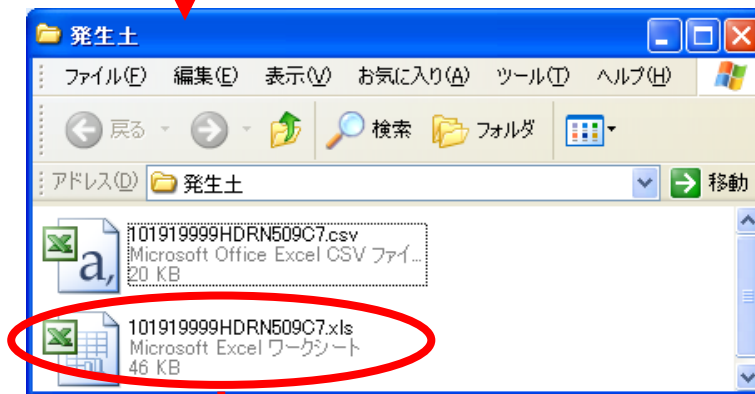 発生土
ファイル(F) 編集(E) 表示(V) お気に入り(A) ツール(T) ヘルプ(H)
戻る 検索 フォルダ
アドレス(D) 発生土 移動
101919999HDRN509C7.csv
Microsoft Office Excel CSV ファイ...
20 KB
101919999HDRN509C7.xls
Microsoft Excel ワークシート
46 KB